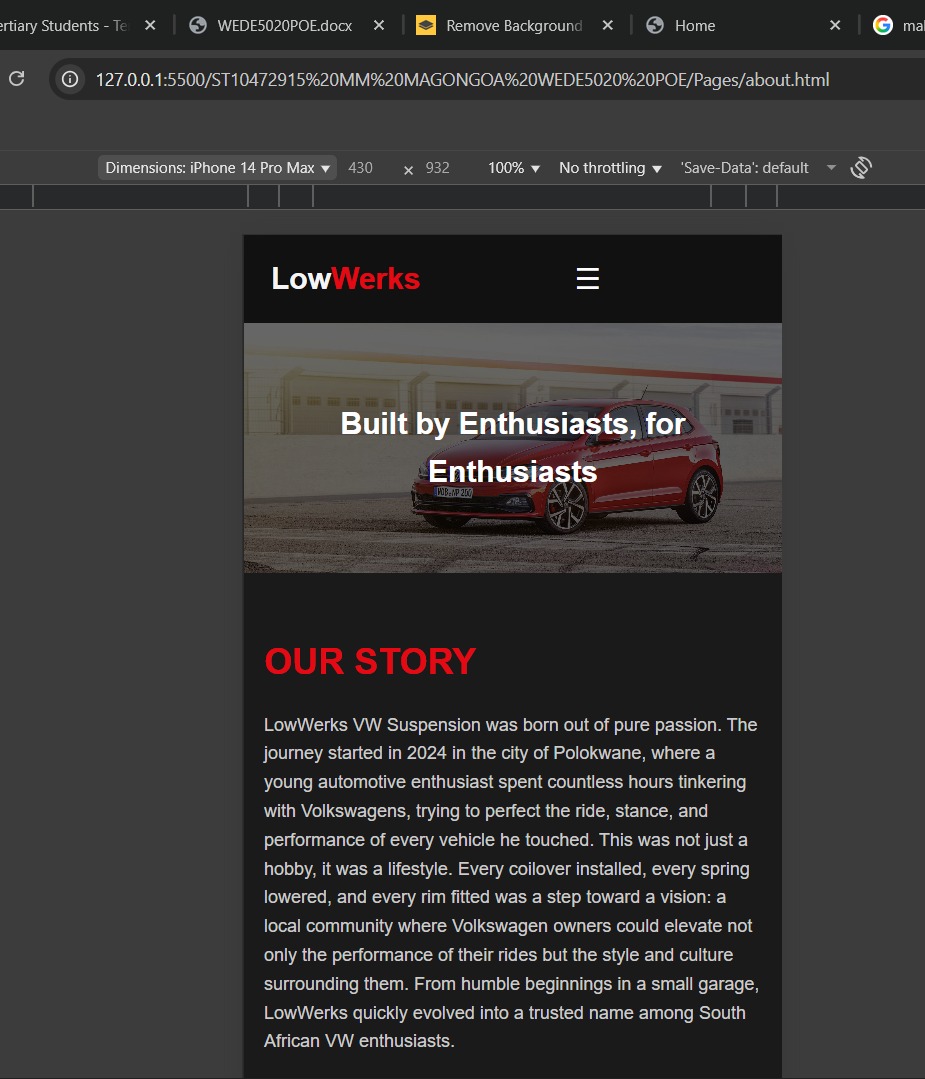 ertiary Students - Te
WEDE5020POE.docx
Remove Background
Home
127.0.0.1:5500/ST10472915%20MM%20MAGONGOA%20WEDE5020%20POE/Pages/about.html
Dimensions: iPhone 14 Pro Max 430 × 932 100% No throttling 'Save-Data': default
LowWerks
Built by Enthusiasts, for
Enthusiasts
OUR STORY
LowWerks VW Suspension was born out of pure passion. The
journey started in 2024 in the city of Polokwane, where a
young automotive enthusiast spent countless hours tinkering
with Volkswagens, trying to perfect the ride, stance, and
performance of every vehicle he touched. This was not just a
hobby, it was a lifestyle. Every coilover installed, every spring
lowered, and every rim fitted was a step toward a vision: a
local community where Volkswagen owners could elevate not
only the performance of their rides but the style and culture
surrounding them. From humble beginnings in a small garage,
LowWerks quickly evolved into a trusted name among South
African VW enthusiasts.